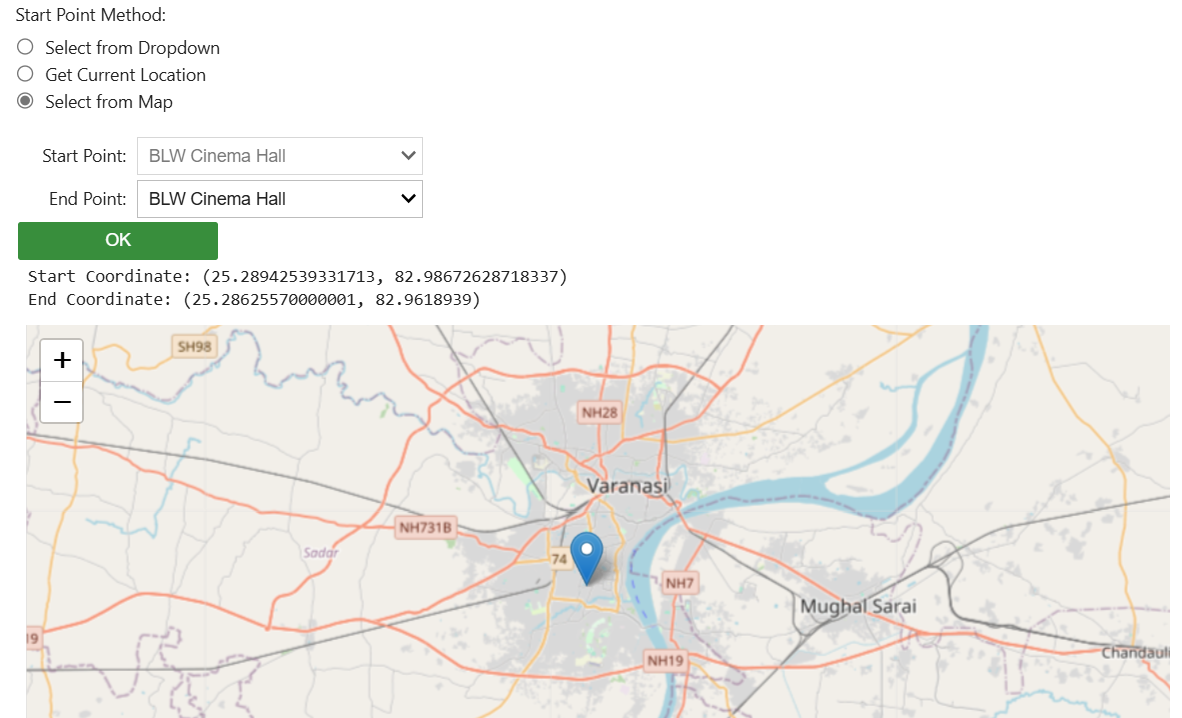 Start Point Method:
Select from Dropdown
Get Current Location
Select from Map
Start Point: BLW Cinema Hall
End Point: BLW Cinema Hall
OK
Start Coordinate: (25.28942539331713, 82.98672628718337)
End Coordinate: (25.28625570000001, 82.9618939)
+
−
SH98
NH28
Varanasi
NH731B
Sadar
74
NH7
Mughal Sarai
19
NH19
Chandauli